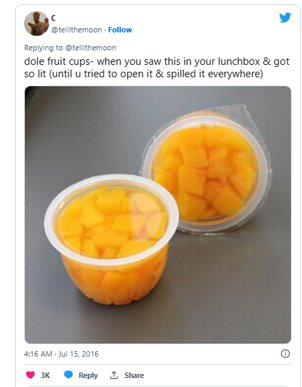 ☾
@tellthemoon · Follow
Replying to @tellthemoon
dole fruit cups- when you saw this in your lunchbox & got
so lit (until u tried to open it & spilled it everywhere)
4:16 AM · Jul 15, 2016
3K Reply Share